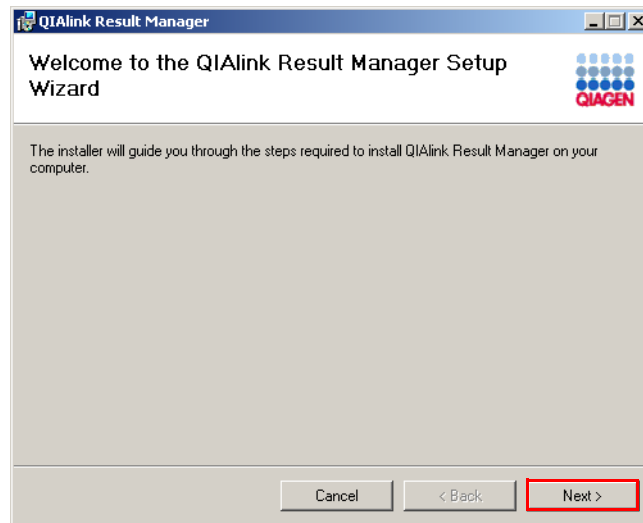 QIAlink Result Manager
Welcome to the QIAlink Result Manager Setup
Wizard
QIAGEN
The installer will guide you through the steps required to install QIAlink Result Manager on your
computer.
Cancel < Back Next >